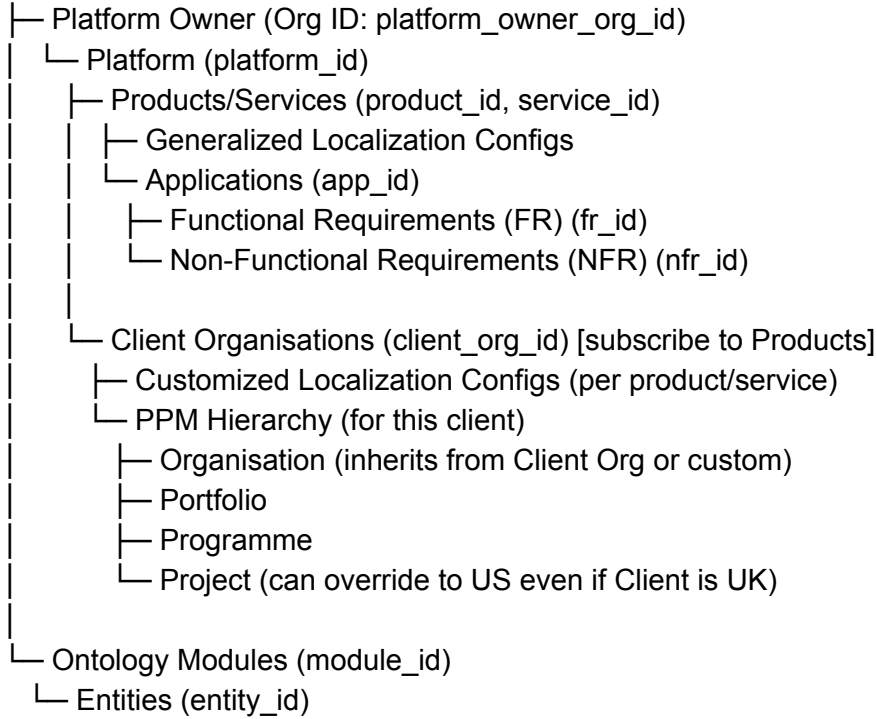 ├─ Platform Owner (Org ID: platform_owner_org_id)
│  └─ Platform (platform_id)
│     ├─ Products/Services (product_id, service_id)
│     │  ├─ Generalized Localization Configs
│     │  └─ Applications (app_id)
│     │     ├─ Functional Requirements (FR) (fr_id)
│     │     └─ Non-Functional Requirements (NFR) (nfr_id)
│     │
│     └─ Client Organisations (client_org_id) [subscribe to Products]
│        ├─ Customized Localization Configs (per product/service)
│        └─ PPM Hierarchy (for this client)
│           ├─ Organisation (inherits from Client Org or custom)
│           ├─ Portfolio
│           ├─ Programme
│           └─ Project (can override to US even if Client is UK)
│
└─ Ontology Modules (module_id)
   └─ Entities (entity_id)